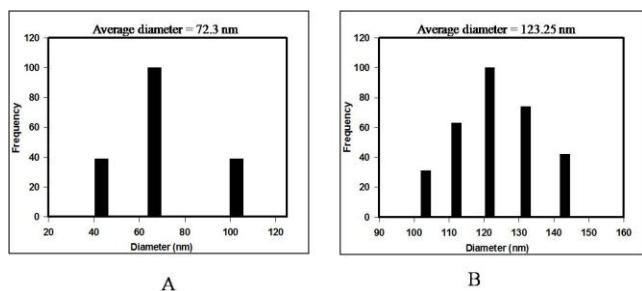 Average diameter = 72.3 nm
120
100
80
60
40
20
0
Frequency
20 40 60 80 100 120
Diameter (nm)
A
Average diameter = 123.25 nm
120
100
80
60
40
20
0
Frequency
90 100 110 120 130 140 150 160
Diameter (nm)
B